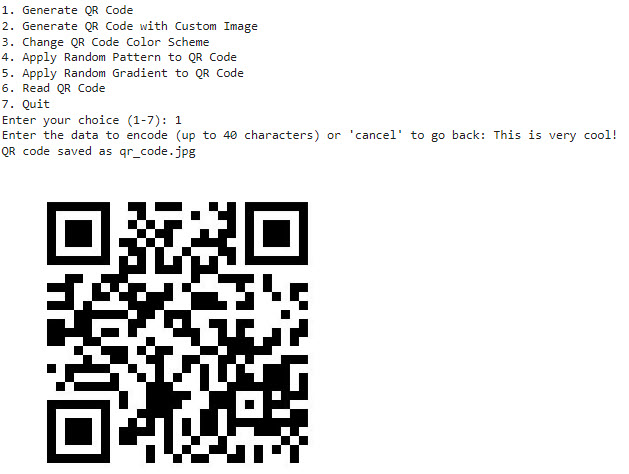 1. Generate QR Code
2. Generate QR Code with Custom Image
3. Change QR Code Color Scheme
4. Apply Random Pattern to QR Code
5. Apply Random Gradient to QR Code
6. Read QR Code
7. Quit
Enter your choice (1-7): 1
Enter the data to encode (up to 40 characters) or 'cancel' to go back: This is very cool!
QR code saved as qr_code.jpg